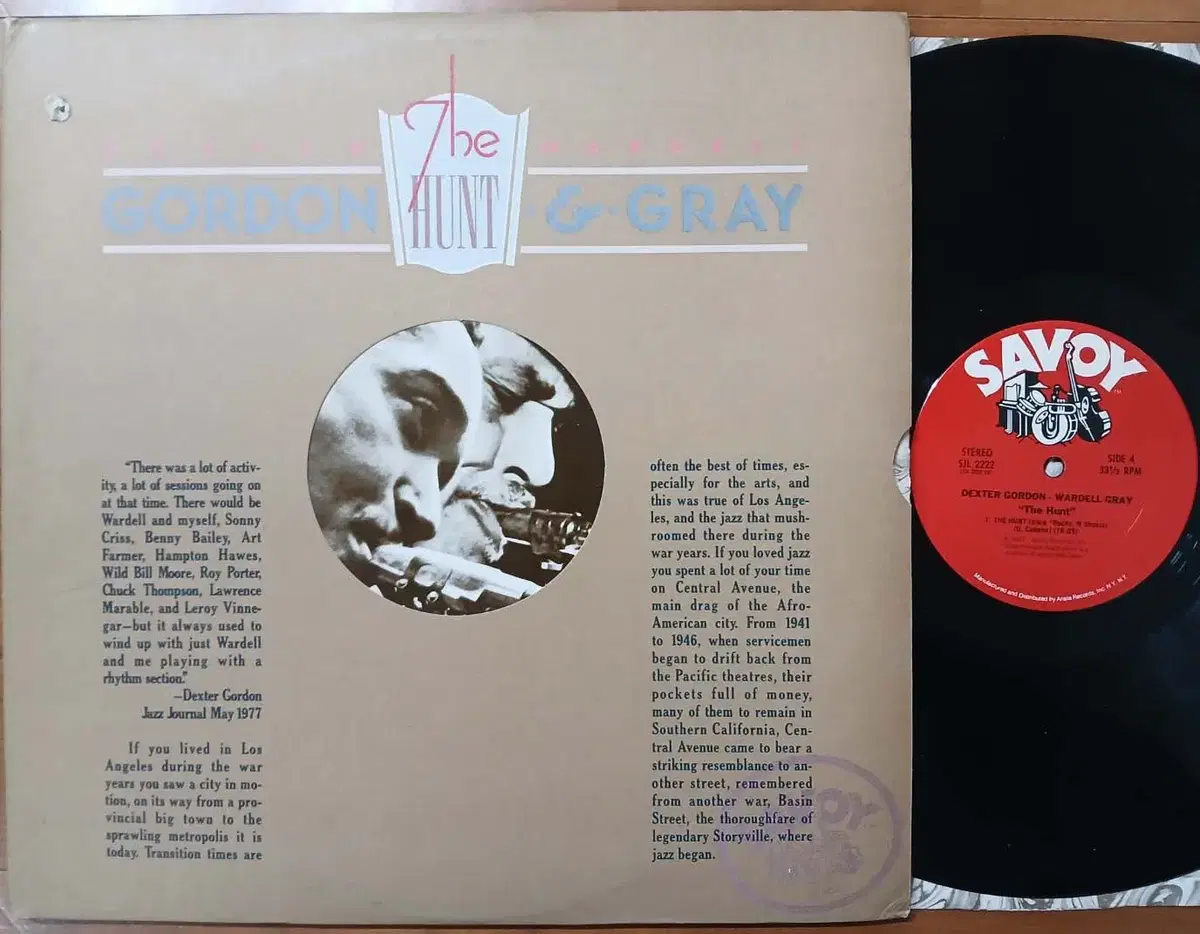 The
HUNT
DEXTER WARDELL
GORDON · & · GRAY
"There was a lot of activ-
ity, a lot of sessions going on
at that time. There would be
Wardell and myself, Sonny
Criss, Benny Bailey, Art
Farmer, Hampton Hawes,
Wild Bill Moore, Roy Porter,
Chuck Thompson, Lawrence
Marable, and Leroy Vinne-
gar—but it always used to
wind up with just Wardell
and me playing with a
rhythm section."
—Dexter Gordon
Jazz Journal May 1977
If you lived in Los
Angeles during the war
years you saw a city in mo-
tion, on its way from a pro-
vincial big town to the
sprawling metropolis it is
today. Transition times are
often the best of times, es-
pecially for the arts, and
this was true of Los Ange-
les, and the jazz that mush-
roomed there during the
war years. If you loved jazz
you spent a lot of your time
on Central Avenue, the
main drag of the Afro-
American city. From 1941
to 1946, when servicemen
began to drift back from
the Pacific theatres, their
pockets full of money,
many of them to remain in
Southern California, Cen-
tral Avenue came to bear a
striking resemblance to an-
other street, remembered
from another war, Basin
Street, the thoroughfare of
legendary Storyville, where
jazz began.
SAVOY
SAVOY
TM
STEREO
SJL 2222
SIDE 4
33⅓ RPM
DEXTER GORDON - WARDELL GRAY
"The Hunt"
1. THE HUNT
Manufactured and Distributed by Arista Records, Inc. N.Y., N.Y.